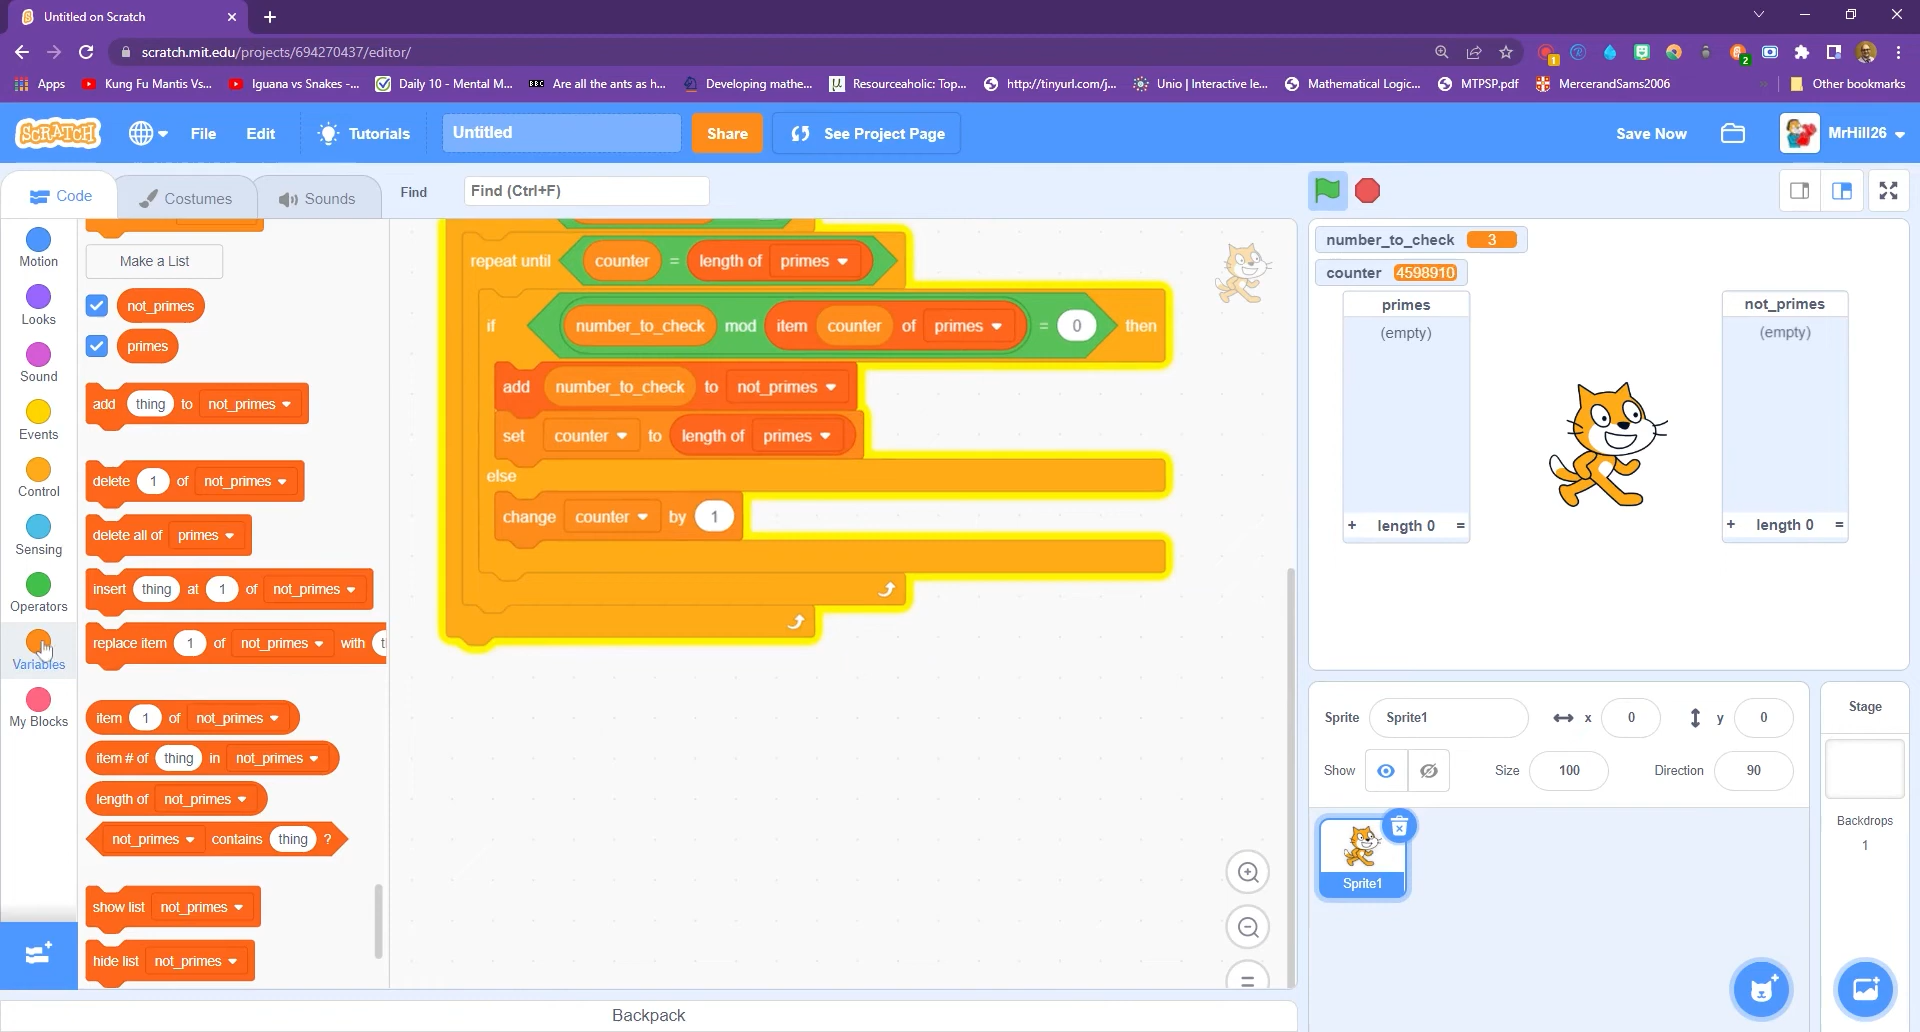 Untitled on Scratch
scratch.mit.edu/projects/694270437/editor/
1
2
Apps
Kung Fu Mantis Vs...
Iguana vs Snakes -...
Daily 10 - Mental M...
BBC
Are all the ants as h...
Developing mathe...
Resourceaholic: Top...
http://tinyurl.com/j...
Unio | Interactive le...
Mathematical Logic...
MTPSP.pdf
MercerandSams2006
Other bookmarks
SCRATCH
File
Edit
Tutorials
Untitled
Share
See Project Page
Save Now
MrHill26
Code
Costumes
Sounds
Find
Find (Ctrl+F)
Motion
Looks
Sound
Events
Control
Sensing
Operators
Variables
My Blocks
Make a List
not_primes
primes
add thing to not_primes
delete 1 of not_primes
delete all of primes
insert thing at 1 of not_primes
replace item 1 of not_primes with
item 1 of not_primes
item # of thing in not_primes
length of not_primes
not_primes contains thing ?
show list not_primes
hide list not_primes
repeat until counter = length of primes
if number_to_check mod item counter of primes = 0 then
add number_to_check to not_primes
set counter to length of primes
else
change counter by 1
number_to_check 3
counter 4598910
primes
(empty)
+ length 0 =
not_primes
(empty)
+ length 0 =
Sprite Sprite1 x 0 y 0
Show Size 100 Direction 90
Sprite1
Stage
Backdrops
1
Backpack